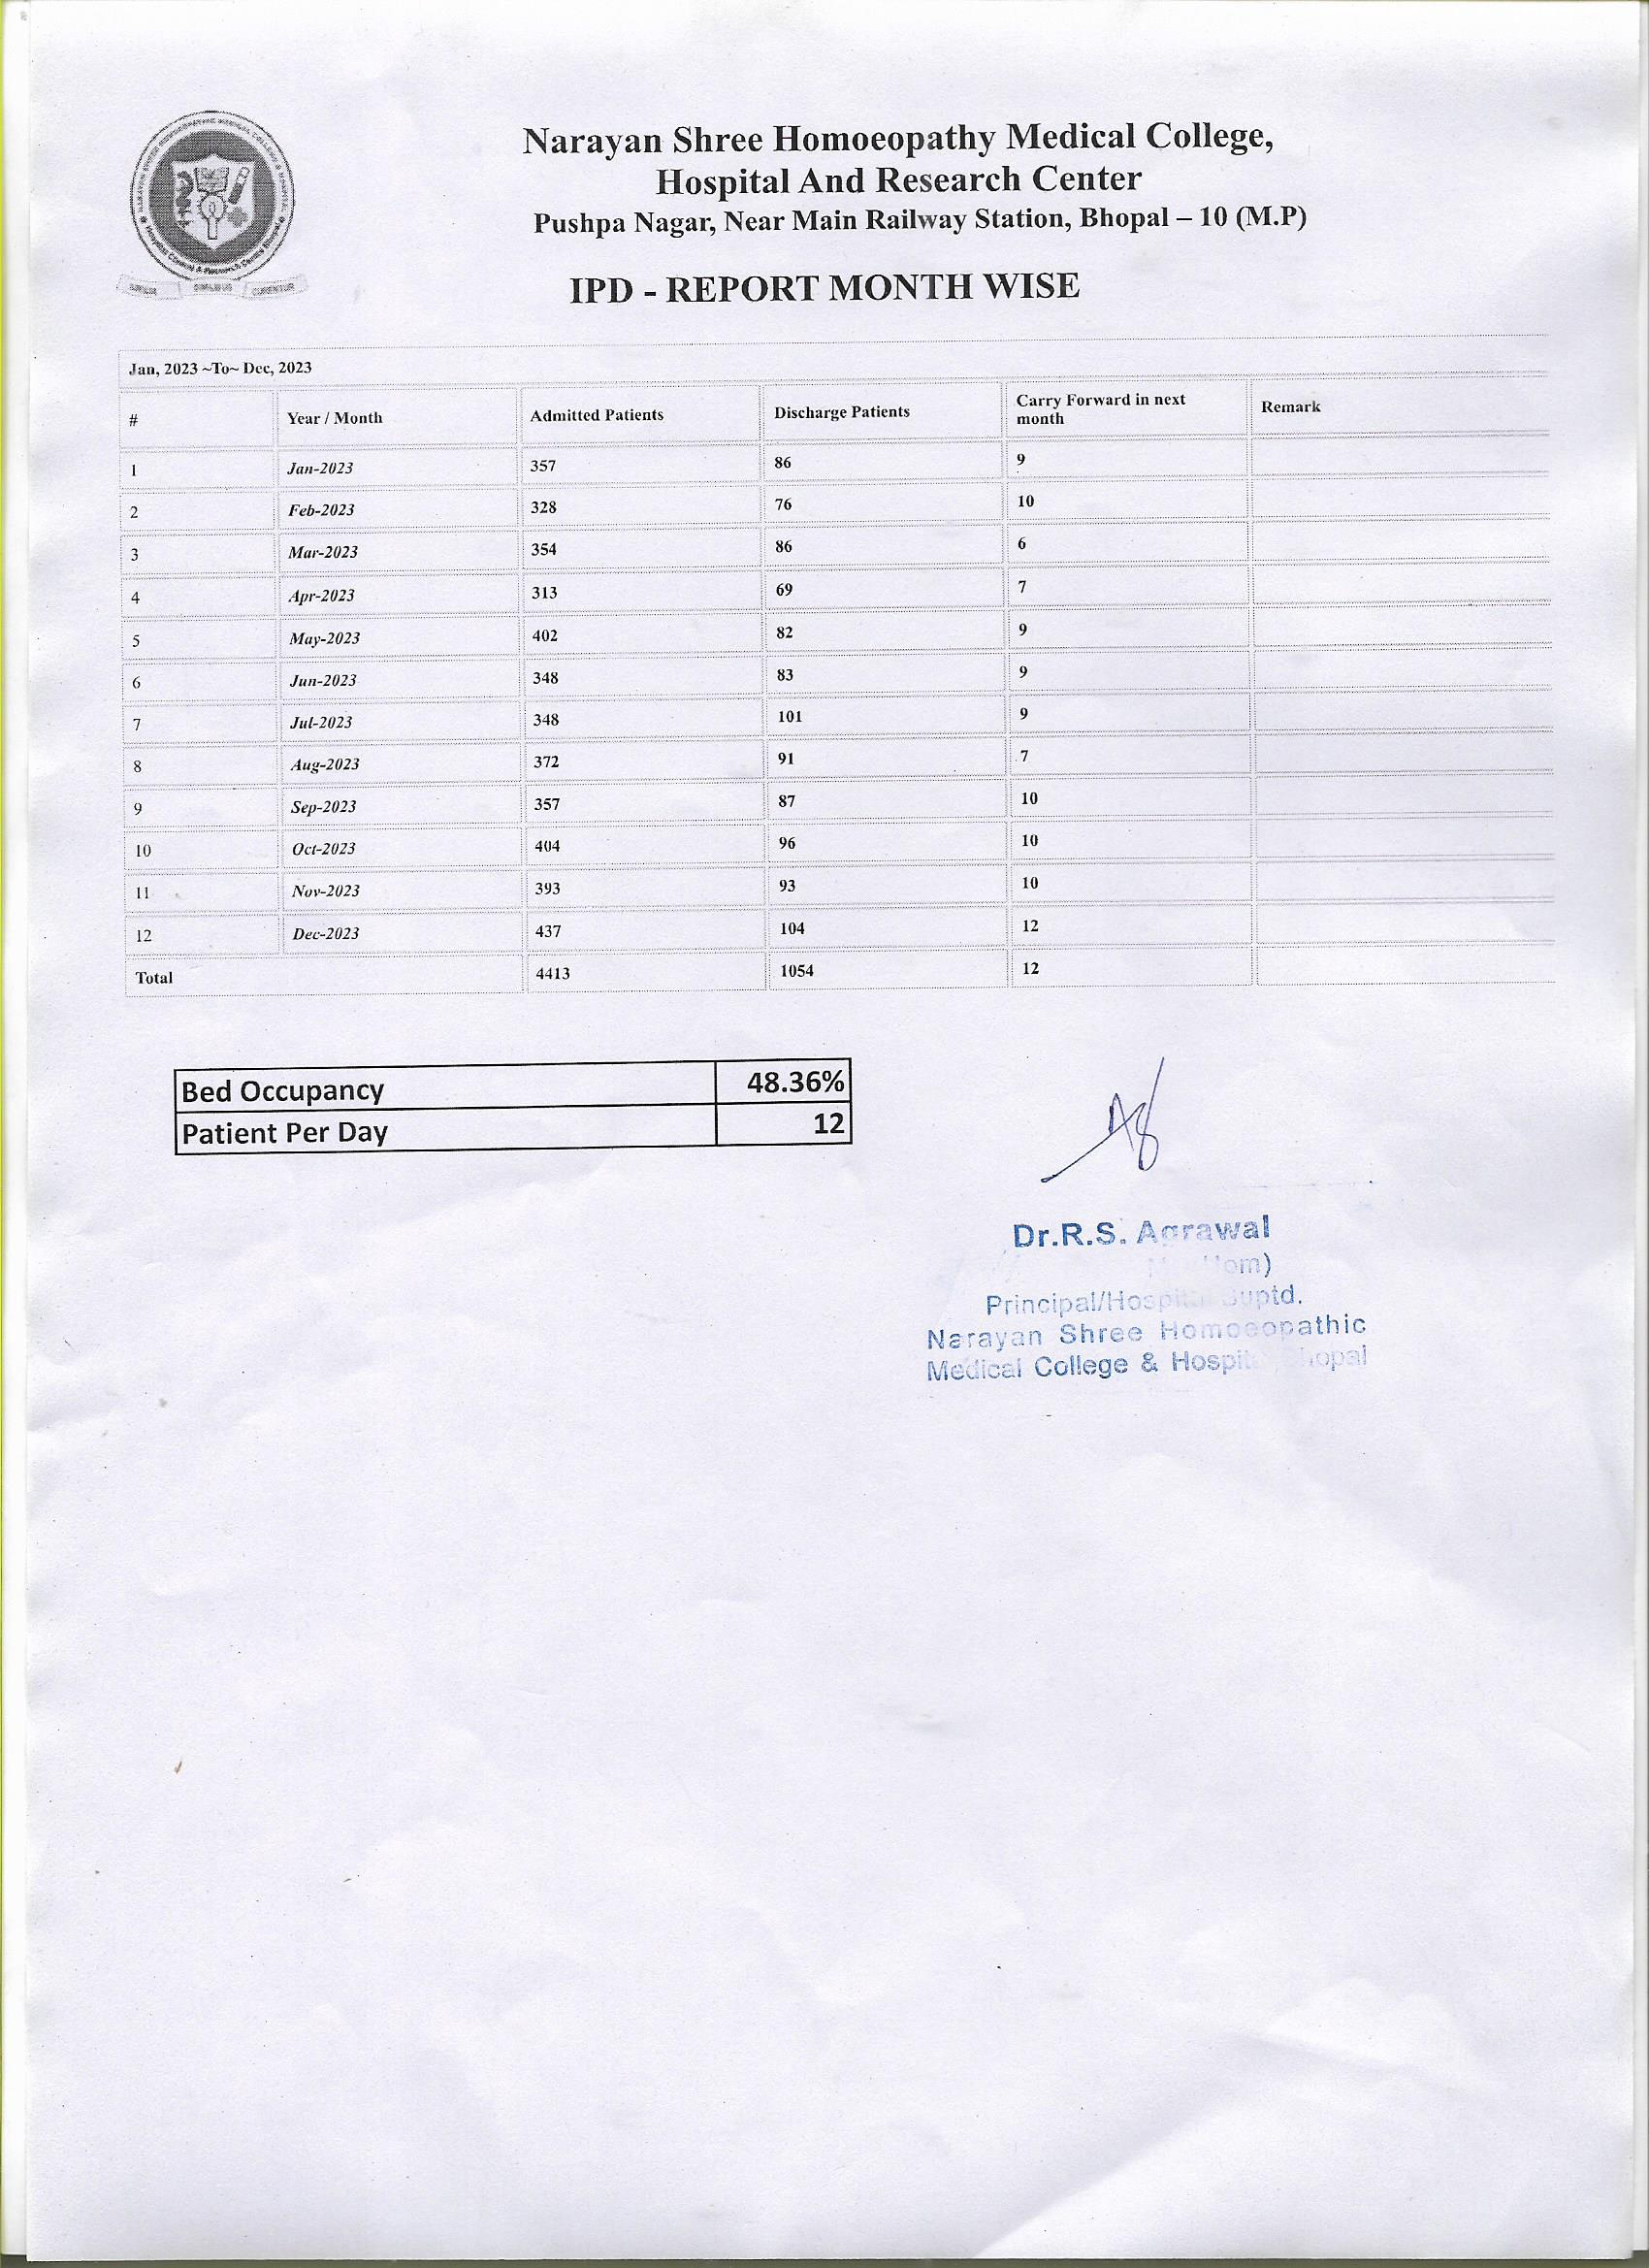 Narayan Shree Homoeopathy Medical College,
Hospital And Research Center
Pushpa Nagar, Near Main Railway Station, Bhopal – 10 (M.P)
IPD - REPORT MONTH WISE
Jan, 2023 ~To~ Dec, 2023
# Year / Month Admitted Patients Discharge Patients Carry Forward in next month Remark
1 Jan-2023 357 86 9
2 Feb-2023 328 76 10
3 Mar-2023 354 86 6
4 Apr-2023 313 69 7
5 May-2023 402 82 9
6 Jun-2023 348 83 9
7 Jul-2023 348 101 9
8 Aug-2023 372 91 7
9 Sep-2023 357 87 10
10 Oct-2023 404 96 10
11 Nov-2023 393 93 10
12 Dec-2023 437 104 12
Total 4413 1054 12
Bed Occupancy 48.36%
Patient Per Day 12
Dr.R.S. Agrawal
Principal/Hospital Suptd.
Narayan Shree Homoeopathic
Medical College & Hospital, Bhopal